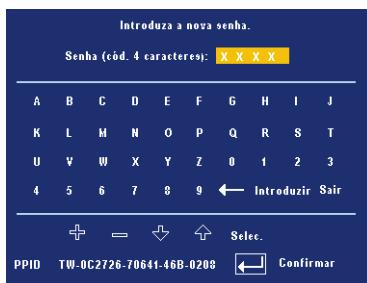 Introduza a nova senha.
Senha (cód. 4 caracteres): X X X X
A B C D E F G H I J
K L M N O P Q R S T
U V W X Y Z 0 1 2 3
4 5 6 7 8 9 Introduzir Sair
Selec.
PPID TW-0C2726-70641-46B-0208 Confirmar